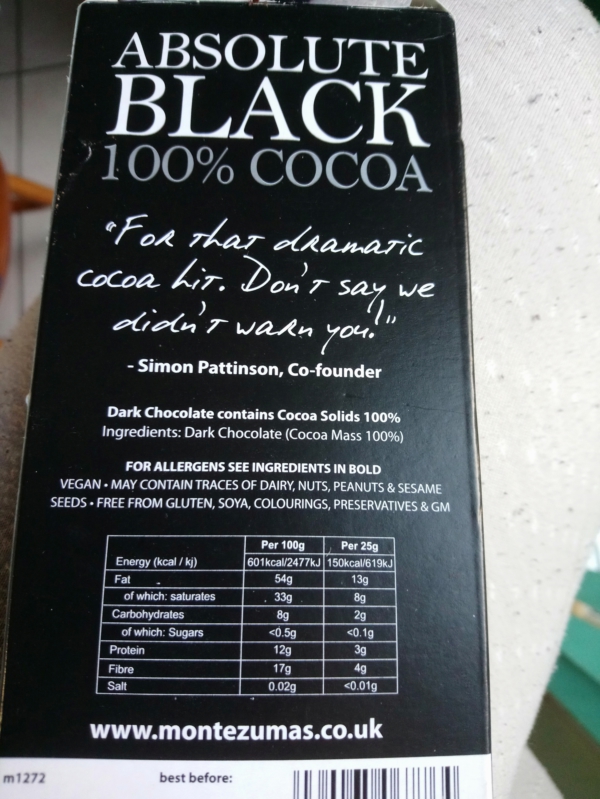 ABSOLUTE
BLACK
100% COCOA
"For that dramatic
cocoa hit. Don't say we
didn't warn you!"
- Simon Pattinson, Co-founder
Dark Chocolate contains Cocoa Solids 100%
Ingredients: Dark Chocolate (Cocoa Mass 100%)
FOR ALLERGENS SEE INGREDIENTS IN BOLD
VEGAN • MAY CONTAIN TRACES OF DAIRY, NUTS, PEANUTS & SESAME
SEEDS • FREE FROM GLUTEN, SOYA, COLOURINGS, PRESERVATIVES & GM
Per 100g Per 25g
Energy (kcal / kj) 601kcal/2477kJ 150kcal/619kJ
Fat 54g 13g
of which: saturates 33g 8g
Carbohydrates 8g 2g
of which: Sugars <0.5g <0.1g
Protein 12g 3g
Fibre 17g 4g
Salt 0.02g <0.01g
www.montezumas.co.uk
m1272 best before: